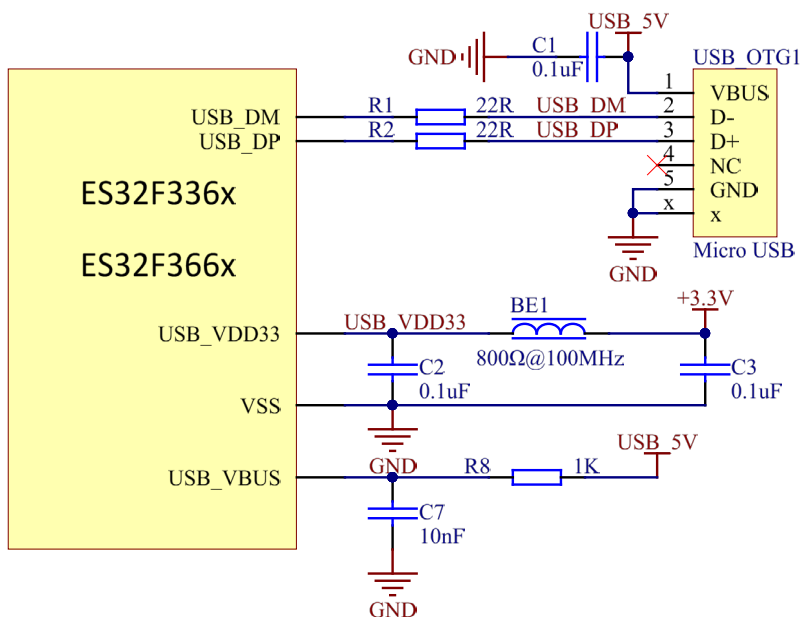 USB_5V
GND
C1
0.1uF
USB_OTG1
1
VBUS
USB_DM
R1
22R
USB_DM
2
D-
USB_DP
R2
22R
USB_DP
3
D+
4
NC
5
GND
x
x
Micro USB
GND
ES32F336x
ES32F366x
BE1
+3.3V
USB_VDD33
USB_VDD33
800Ω@100MHz
C2
0.1uF
C3
0.1uF
VSS
GND
USB_5V
USB_VBUS
R8
1K
C7
10nF
GND